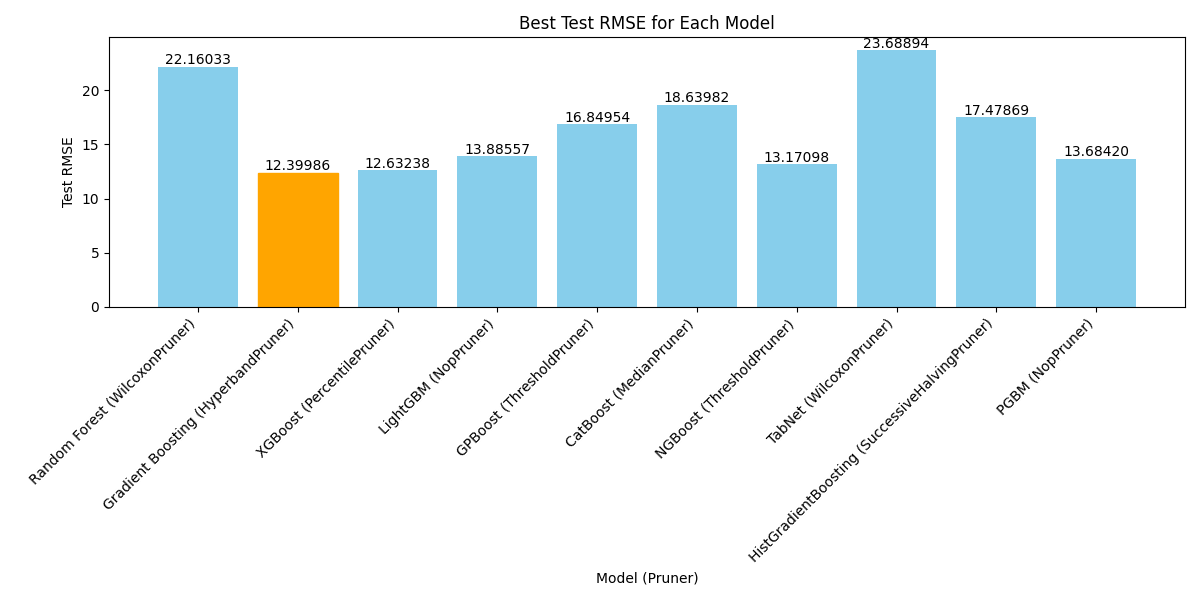 Best Test RMSE for Each Model
Test RMSE
20
15
10
5
0
22.16033
12.39986
12.63238
13.88557
16.84954
18.63982
13.17098
23.68894
17.47869
13.68420
Random Forest (WilcoxonPruner)
Gradient Boosting (HyperbandPruner)
XGBoost (PercentilePruner)
LightGBM (NopPruner)
GPBoost (ThresholdPruner)
CatBoost (MedianPruner)
NGBoost (ThresholdPruner)
TabNet (WilcoxonPruner)
HistGradientBoosting (SuccessiveHalvingPruner)
PGBM (NopPruner)
Model (Pruner)